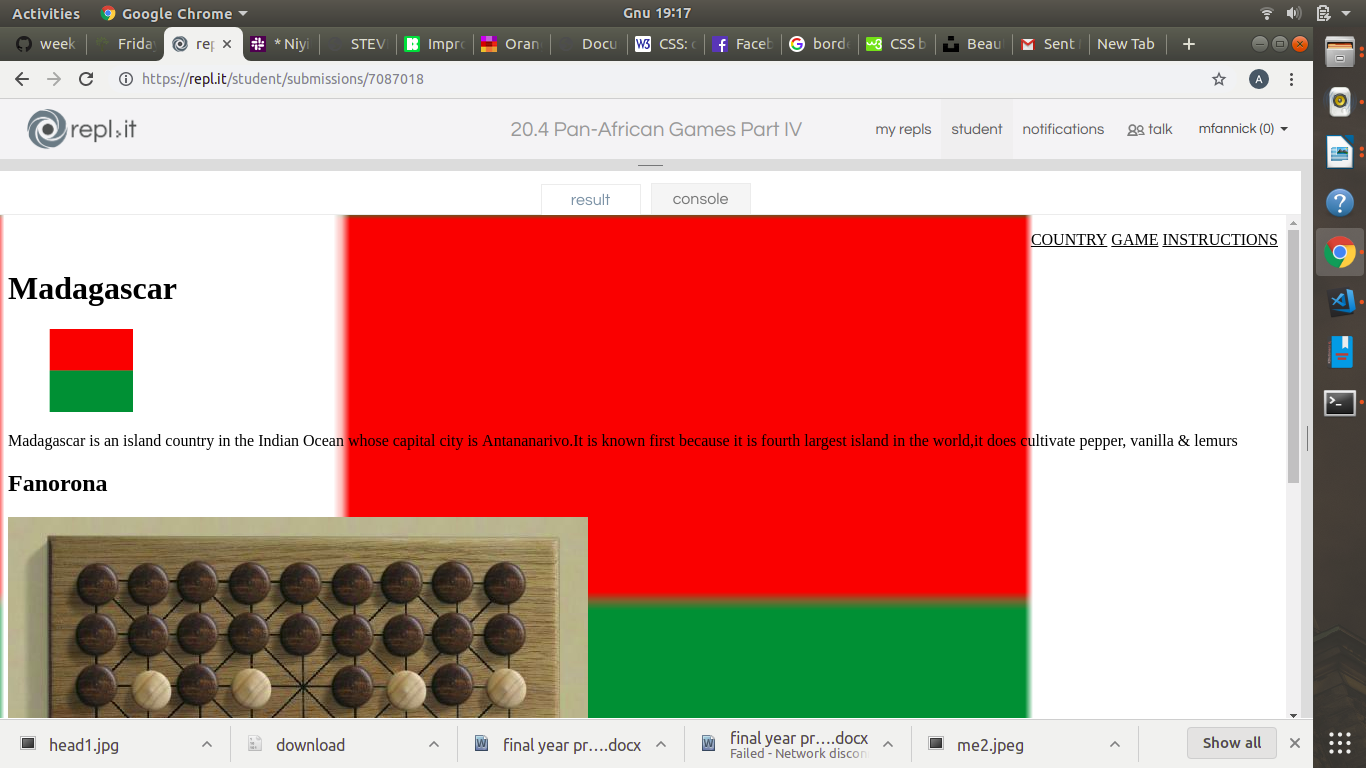 Activities Google Chrome Gnu 19:17
week Friday rep * Niyi STEV Impro Oran Docu CSS: Faceb borde CSS b Beau Sent New Tab
https://repl.it/student/submissions/7087018 A
repl.it 20.4 Pan-African Games Part IV my repls student notifications talk mfannick (0)
result console
COUNTRY GAME INSTRUCTIONS
Madagascar
Madagascar is an island country in the Indian Ocean whose capital city is Antananarivo.It is known first because it is fourth largest island in the world,it does cultivate pepper, vanilla & lemurs
Fanorona
head1.jpg download final year pr….docx final year pr….docx me2.jpeg Show all
Failed - Network discon